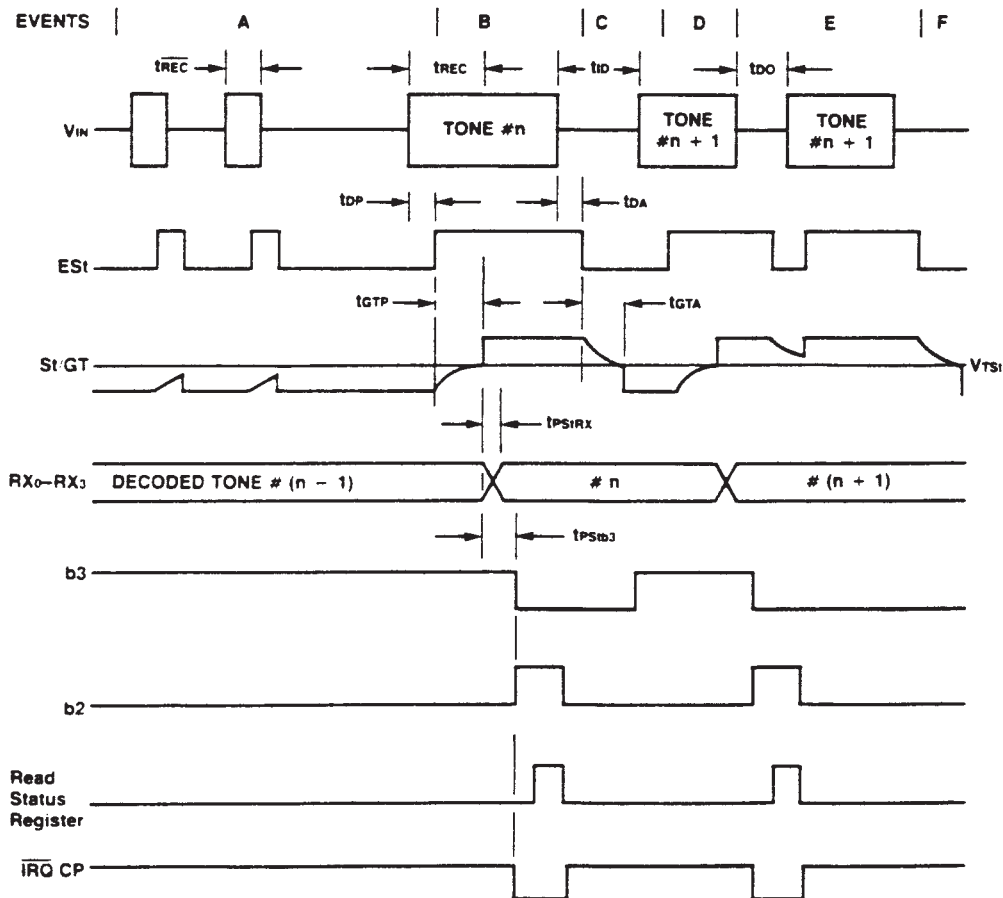 EVENTS A B C D E F
tREC tREC tID tDO
VIN TONE #n TONE #n + 1 TONE #n + 1
tDP tDA
ESt
tGTP tGTA
St/GT VTSt
tPStRX
RX0–RX3 DECODED TONE # (n – 1) # n # (n + 1)
tPStb3
b3
b2
Read
Status
Register
IRQ CP